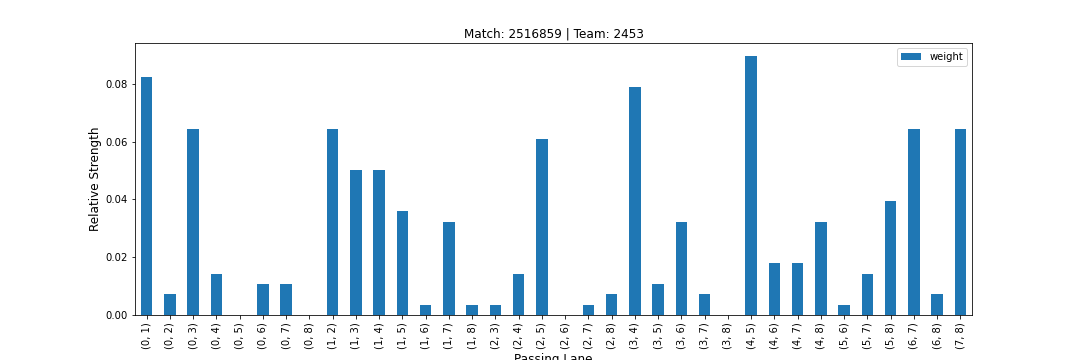 Match: 2516859 | Team: 2453
weight
Relative Strength
0.08
0.06
0.04
0.02
0.00
(0, 1) (0, 2) (0, 3) (0, 4) (0, 5) (0, 6) (0, 7) (0, 8) (1, 2) (1, 3) (1, 4) (1, 5) (1, 6) (1, 7) (1, 8) (2, 3) (2, 4) (2, 5) (2, 6) (2, 7) (2, 8) (3, 4) (3, 5) (3, 6) (3, 7) (3, 8) (4, 5) (4, 6) (4, 7) (4, 8) (5, 6) (5, 7) (5, 8) (6, 7) (6, 8) (7, 8)
Passing Lane